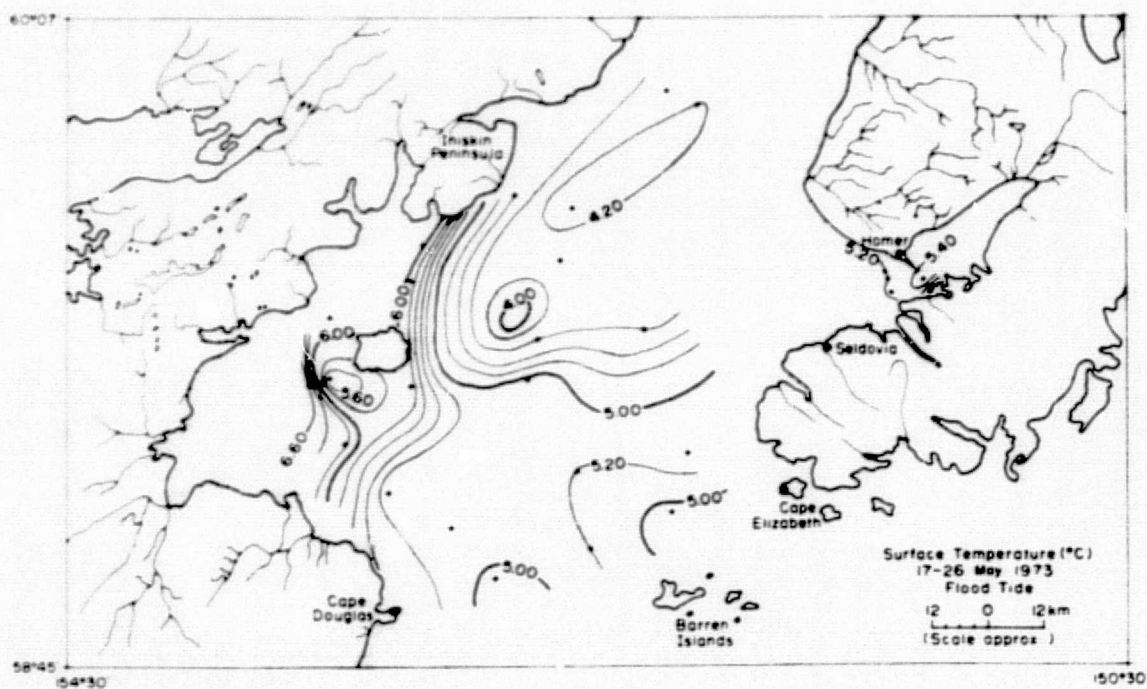 60°07
Iniskin
Peninsula
4.20
Homer
5.20
5.40
4.00
6.00
6.00
Seldovia
5.60
5.00
6.60
5.20
5.00
Cape
Elizabeth
Surface Temperature (°C)
17-26 May 1973
Flood Tide
12 0 12km
(Scale approx.)
5.00
Cape
Douglas
Barren
Islands
58°45
154°30
150°30